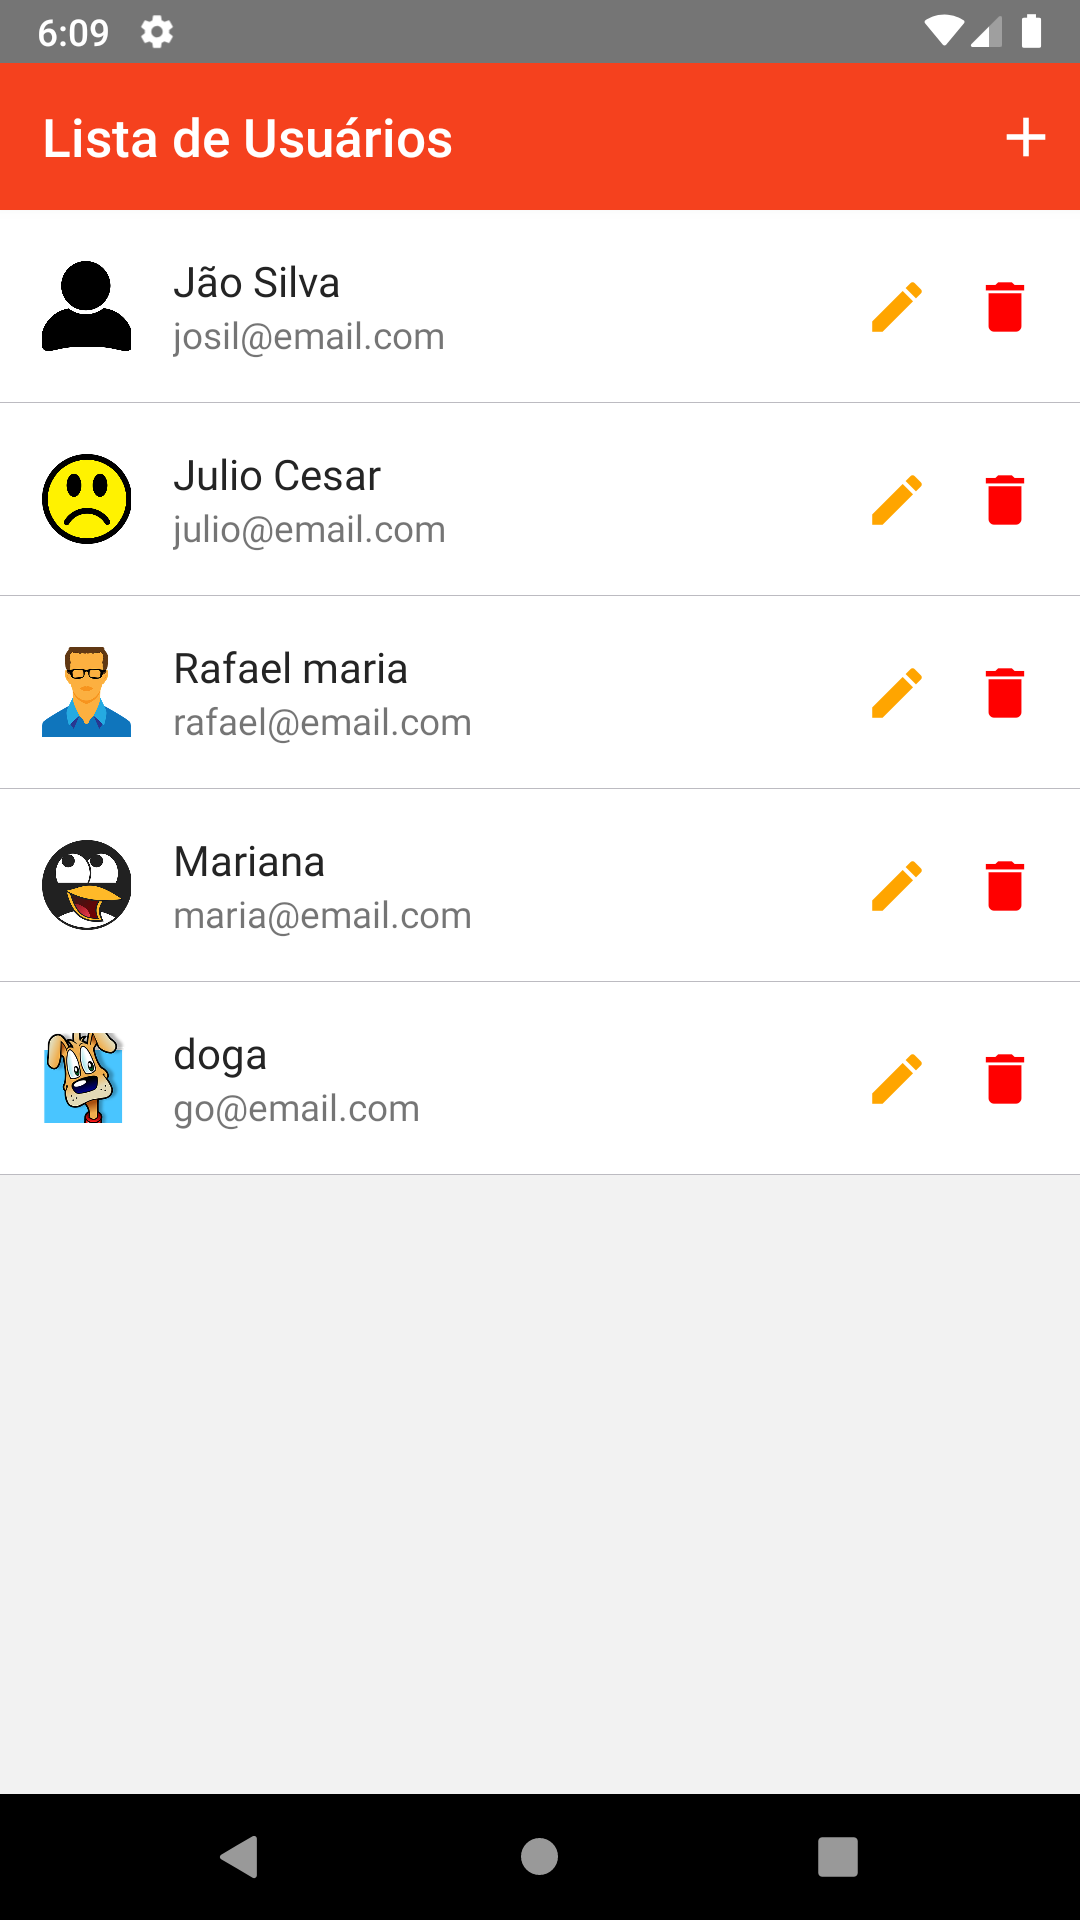 6:09
Lista de Usuários
Jão Silva
josil@email.com
Julio Cesar
julio@email.com
Rafael maria
rafael@email.com
Mariana
maria@email.com
doga
go@email.com